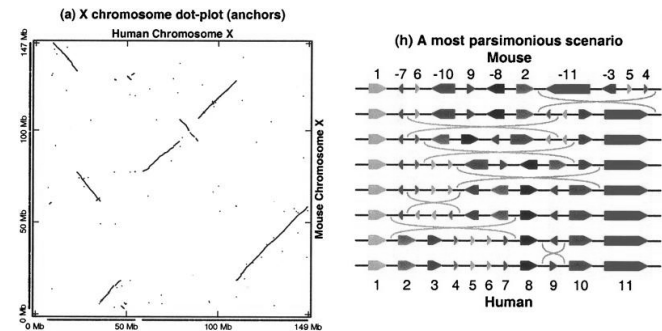 (a) X chromosome dot-plot (anchors)
Human Chromosome X
147 Mb
100 Mb
50 Mb
0 Mb
Mouse Chromosome X
0 Mb 50 Mb 100 Mb 149 Mb
(h) A most parsimonious scenario
Mouse
1 -7 6 -10 9 -8 2 -11 -3 5 4
1 2 3 4 5 6 7 8 9 10 11
Human